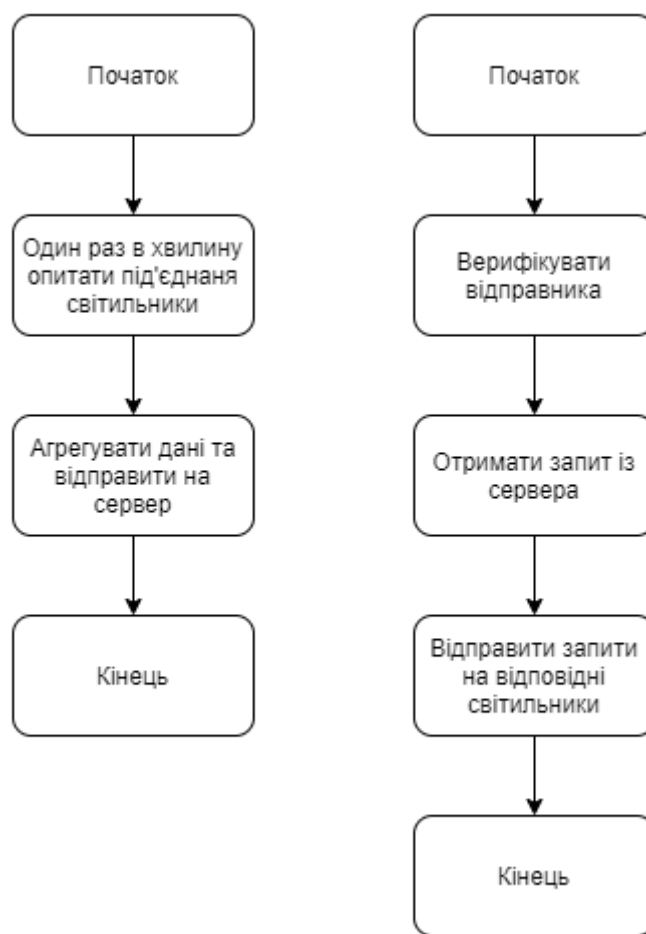 Початок
Один раз в хвилину
опитати під'єднаня
світильники
Агрегувати дані та
відправити на
сервер
Кінець
Початок
Верифікувати
відправника
Отримати запит із
сервера
Відправити запити
на відповідні
світильники
Кінець